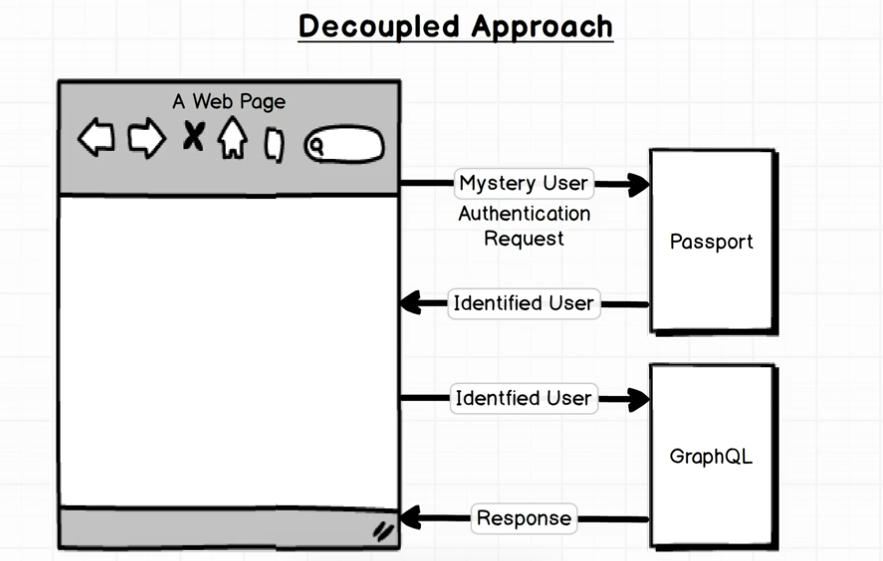 Decoupled Approach
A Web Page
Mystery User
Authentication
Request
Passport
Identified User
Identfied User
GraphQL
Response